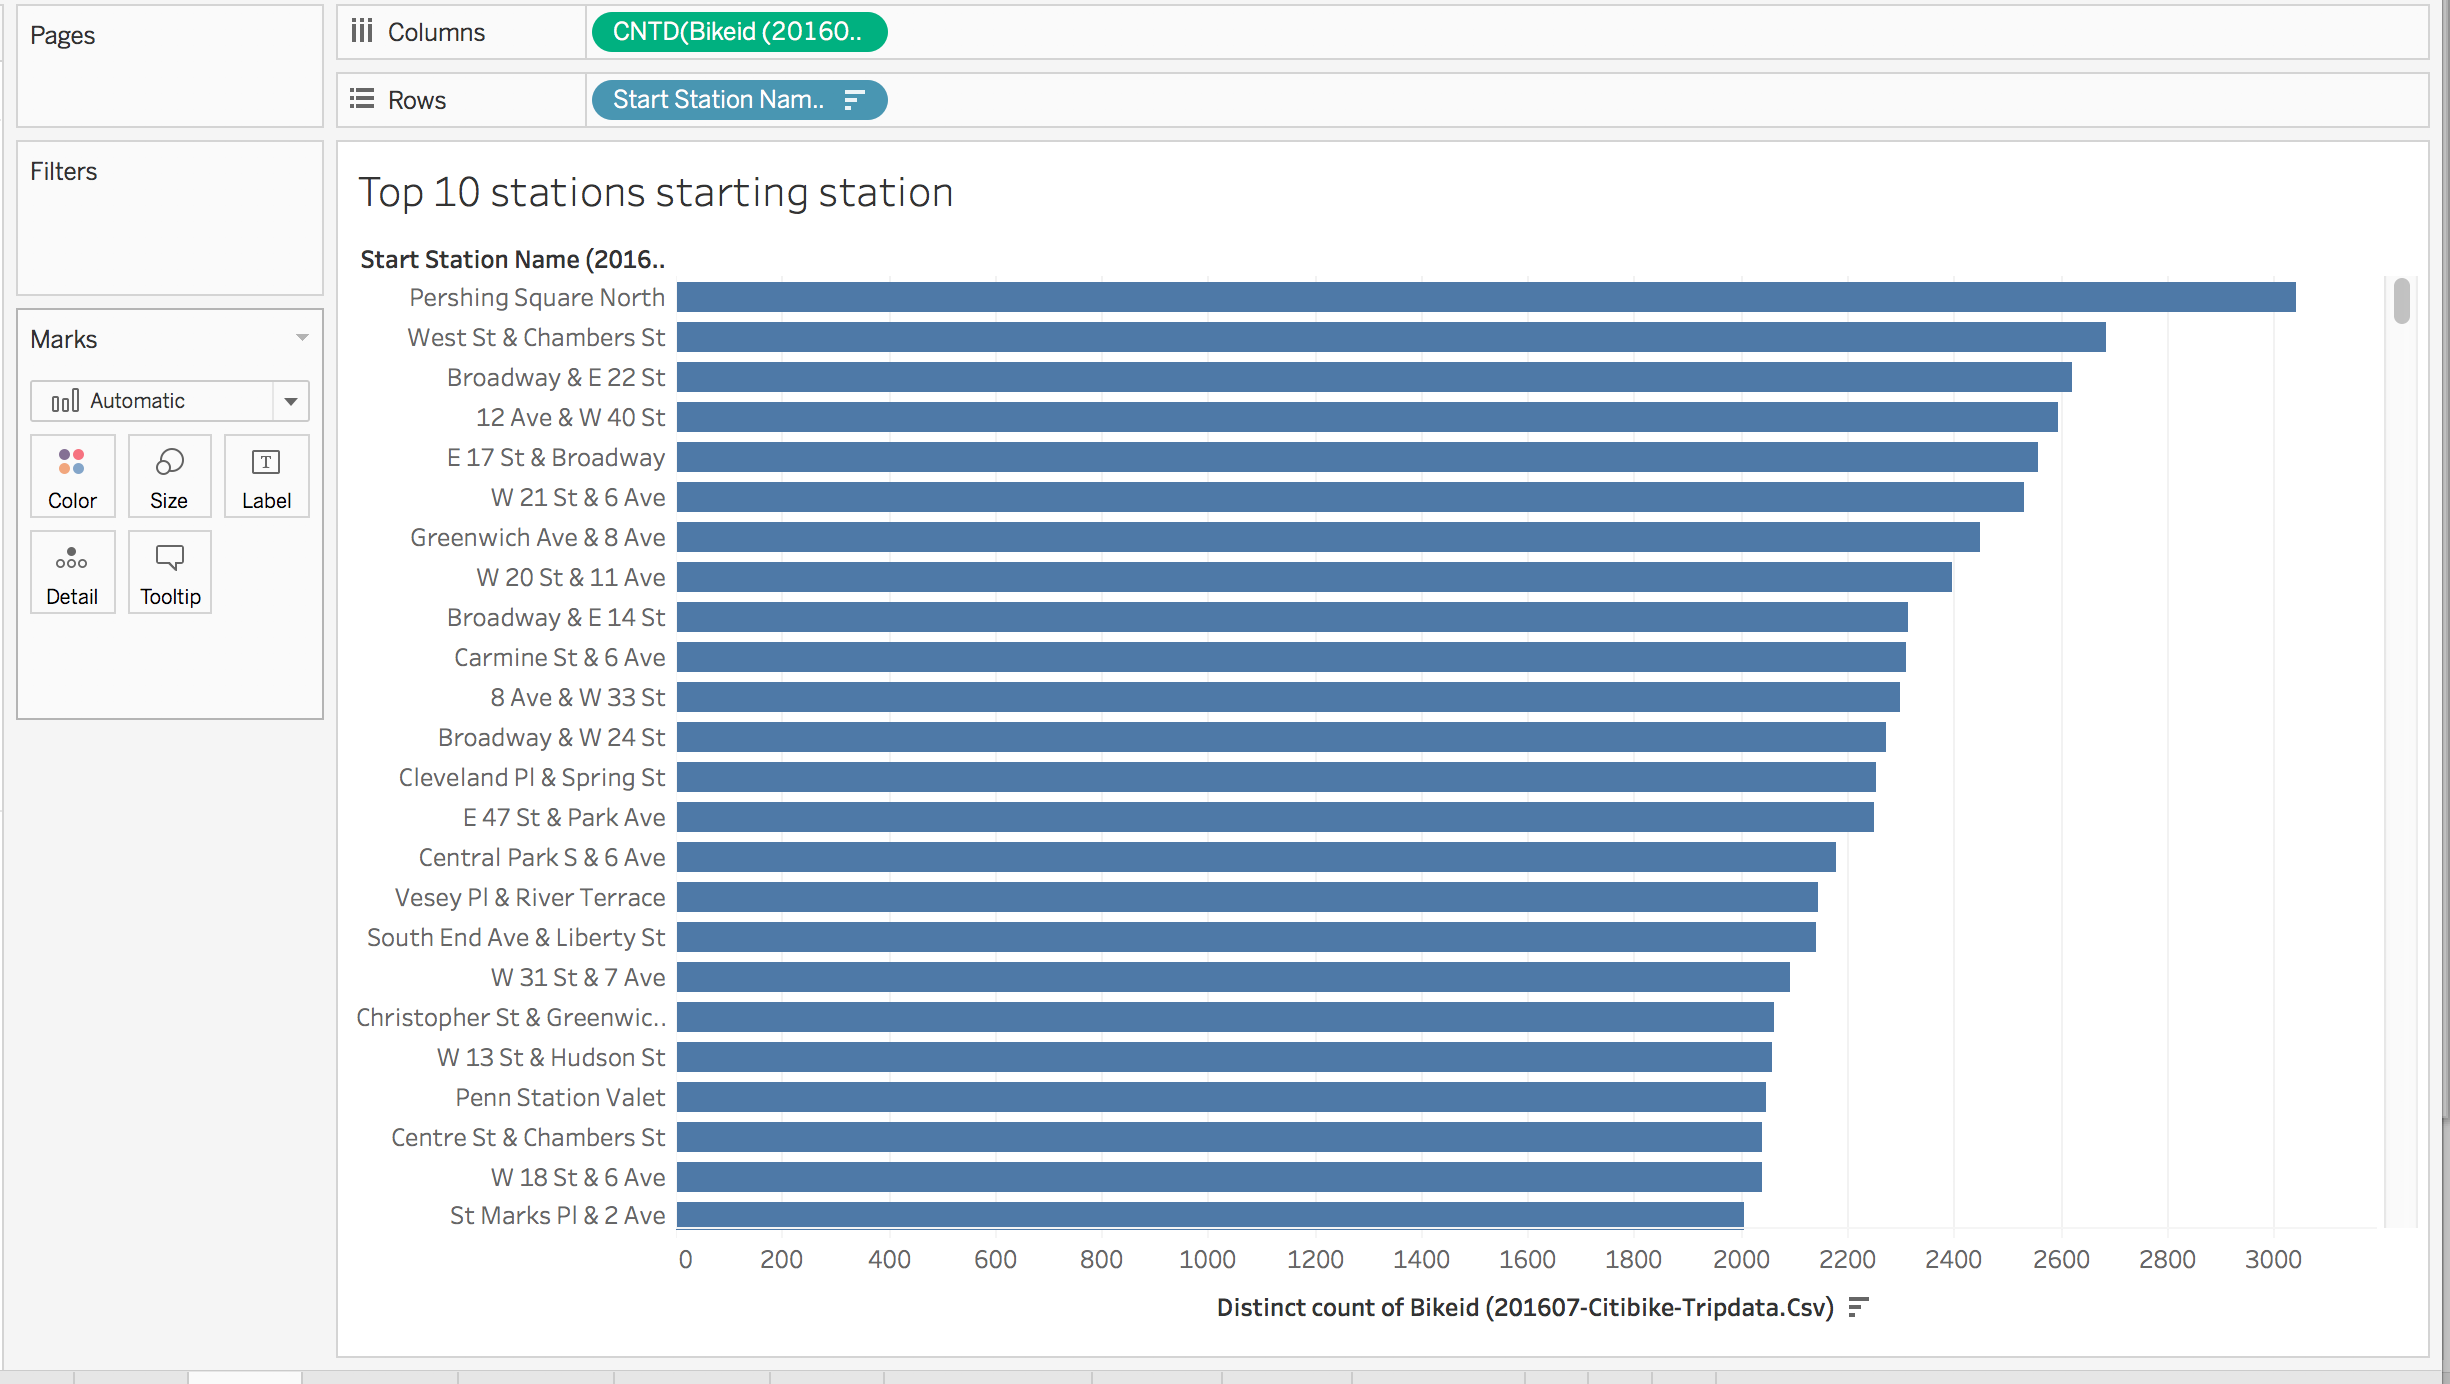 Pages
Columns
CNTD(Bikeid (20160..
Rows
Start Station Nam..
Filters
Marks
Automatic
Color
Size
Label
Detail
Tooltip
Top 10 stations starting station
Start Station Name (2016..
Pershing Square North
West St & Chambers St
Broadway & E 22 St
12 Ave & W 40 St
E 17 St & Broadway
W 21 St & 6 Ave
Greenwich Ave & 8 Ave
W 20 St & 11 Ave
Broadway & E 14 St
Carmine St & 6 Ave
8 Ave & W 33 St
Broadway & W 24 St
Cleveland Pl & Spring St
E 47 St & Park Ave
Central Park S & 6 Ave
Vesey Pl & River Terrace
South End Ave & Liberty St
W 31 St & 7 Ave
Christopher St & Greenwic..
W 13 St & Hudson St
Penn Station Valet
Centre St & Chambers St
W 18 St & 6 Ave
St Marks Pl & 2 Ave
0 200 400 600 800 1000 1200 1400 1600 1800 2000 2200 2400 2600 2800 3000
Distinct count of Bikeid (201607-Citibike-Tripdata.Csv)